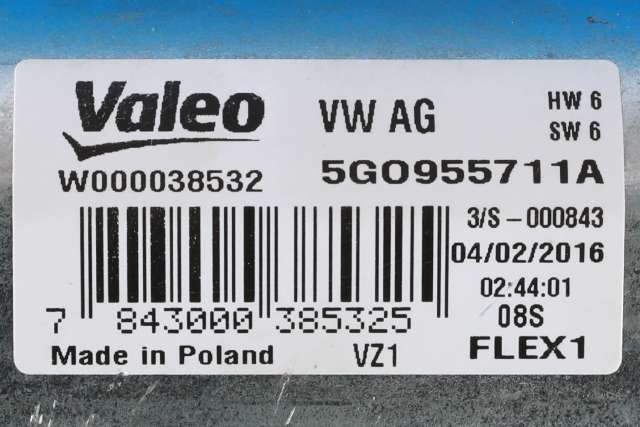 Valeo VW AG HW 6
SW 6
W000038532 5G0955711A
3/S-000843
04/02/2016
02:44:01
7 843000 385325 08S
Made in Poland VZ1 FLEX1